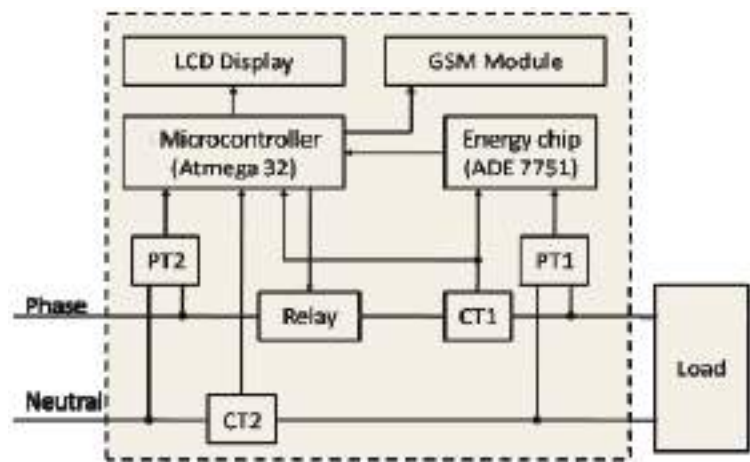 LCD Display
GSM Module
Microcontroller
(Atmega 32)
Energy chip
(ADE 7751)
PT2
PT1
Phase
Relay
CT1
Load
Neutral
CT2